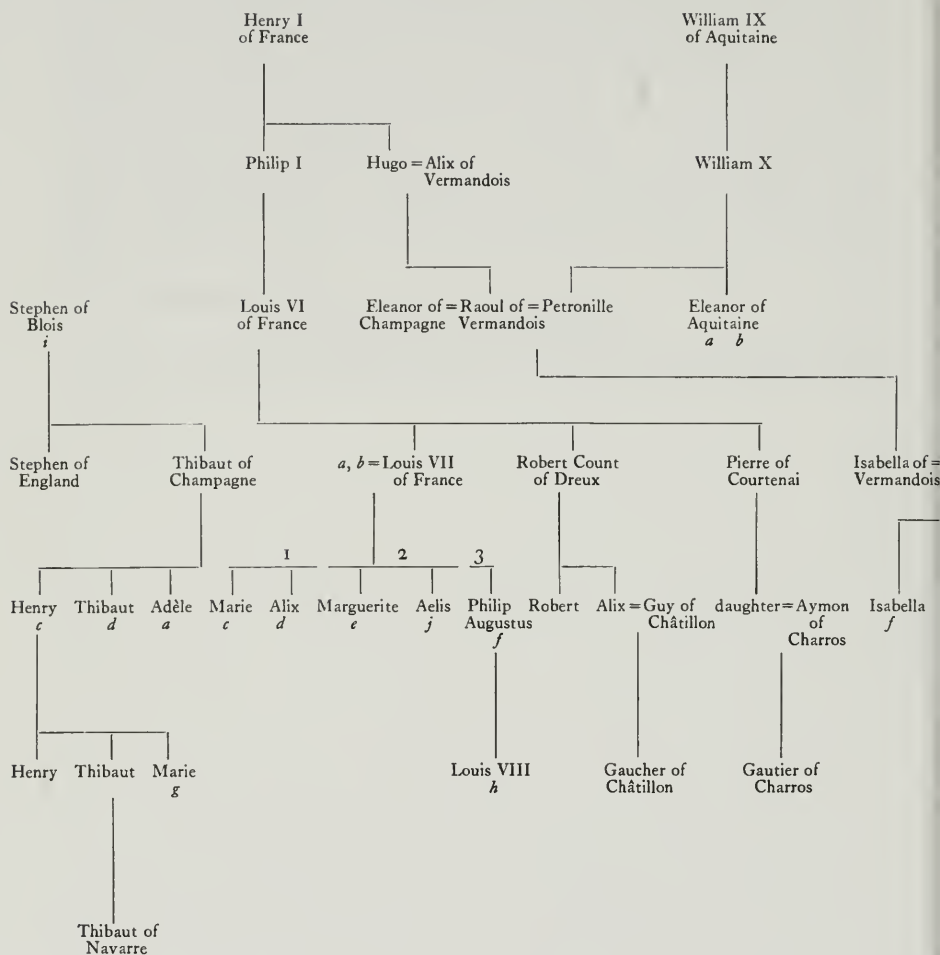 Henry I
of France
William IX
of Aquitaine
Philip I
Hugo = Alix of
Vermandois
William X
Stephen of
Blois
i
Louis VI
of France
Eleanor of = Raoul of = Petronille
Champagne Vermandois
Eleanor of
Aquitaine
a b
Stephen of
England
Thibaut of
Champagne
a, b = Louis VII
of France
Robert Count
of Dreux
Pierre of
Courtenai
Isabella of =
Vermandois
1
2
3
Henry
c
Thibaut
d
Adèle
a
Marie
c
Alix
d
Marguerite
e
Aelis
j
Philip
Augustus
f
Robert
Alix = Guy of
Châtillon
daughter = Aymon
of
Charros
Isabella
f
Henry
Thibaut
Marie
g
Louis VIII
h
Gaucher of
Châtillon
Gautier of
Charros
Thibaut of
Navarre